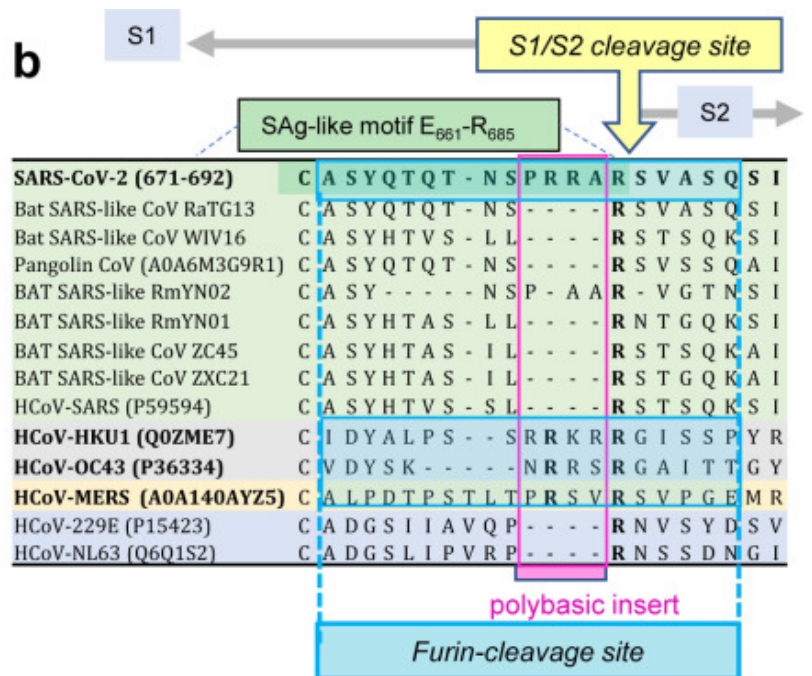 S1
S1/S2 cleavage site
b
S2
SAg-like motif E661-R685
SARS-CoV-2 (671-692) C A S Y Q T Q T - N S P R R A R S V A S Q S I
Bat SARS-like CoV RaTG13 C A S Y Q T Q T - N S - - - - R S V A S Q S I
Bat SARS-like CoV WIV16 C A S Y H T V S - L L - - - - R S T S Q K S I
Pangolin CoV (A0A6M3G9R1) C A S Y Q T Q T - N S - - - - R S V S S Q A I
BAT SARS-like RmYN02 C A S Y - - - - - N S P - A A R - V G T N S I
BAT SARS-like RmYN01 C A S Y H T A S - L L - - - - R N T G Q K S I
BAT SARS-like CoV ZC45 C A S Y H T A S - I L - - - - R S T S Q K A I
BAT SARS-like CoV ZXC21 C A S Y H T A S - I L - - - - R S T G Q K A I
HCoV-SARS (P59594) C A S Y H T V S - S L - - - - R S T S Q K S I
HCoV-HKU1 (Q0ZME7) C I D Y A L P S - - S R R K R R G I S S P Y R
HCoV-OC43 (P36334) C V D Y S K - - - - - N R R S R G A I T T G Y
HCoV-MERS (A0A140AYZ5) C A L P D T P S T L T P R S V R S V P G E M R
HCoV-229E (P15423) C A D G S I I A V Q P - - - - R N V S Y D S V
HCoV-NL63 (Q6Q1S2) C A D G S L I P V R P - - - - R N S S D N G I
polybasic insert
Furin-cleavage site